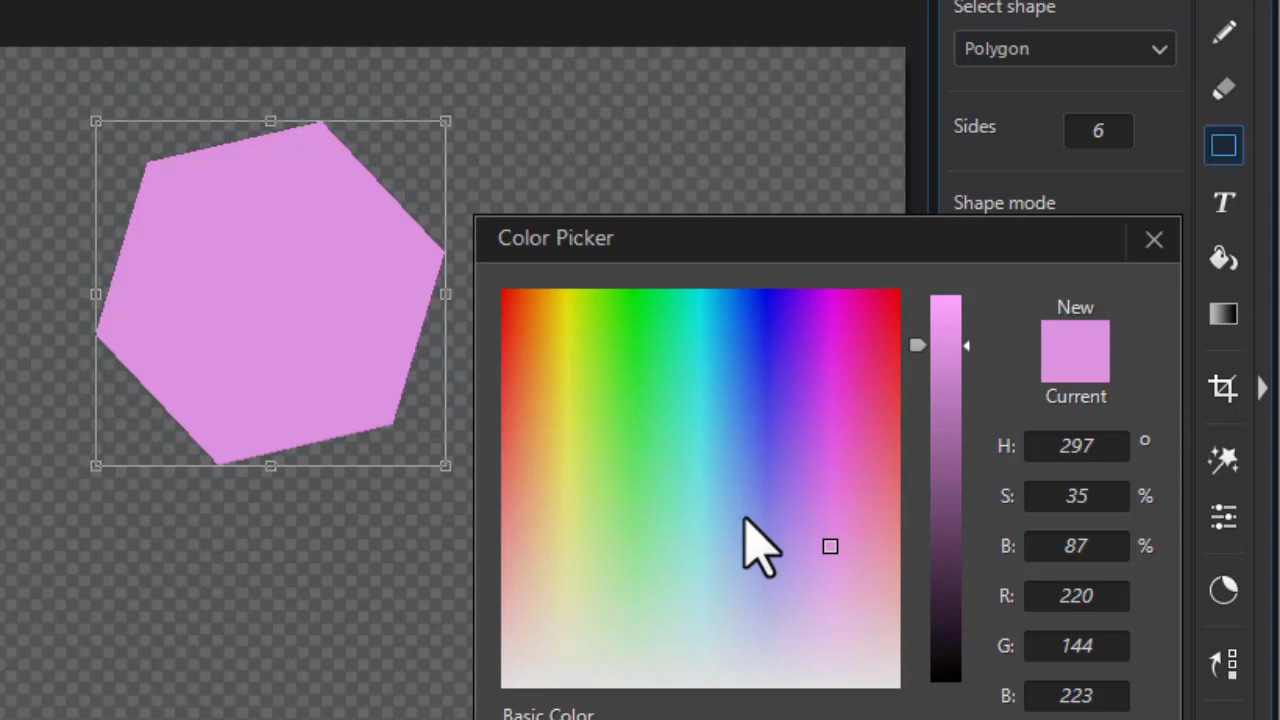 Select shape
Polygon
Sides 6
Shape mode
Color Picker
New
Current
H: 297 °
S: 35 %
B: 87 %
R: 220
G: 144
B: 223
Basic Color
T